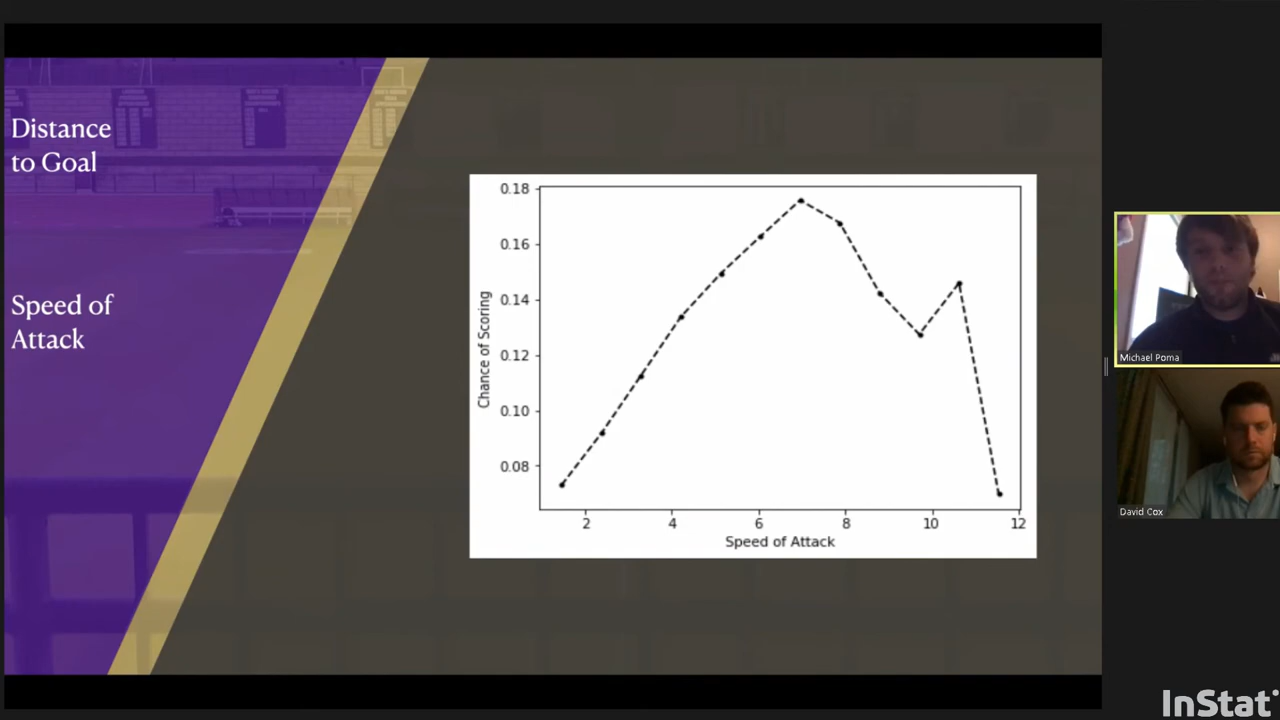 Distance
to Goal
Speed of
Attack
0.18
0.16
0.14
0.12
0.10
0.08
Chance of Scoring
2 4 6 8 10 12
Speed of Attack
Michael Poma
David Cox
InStat